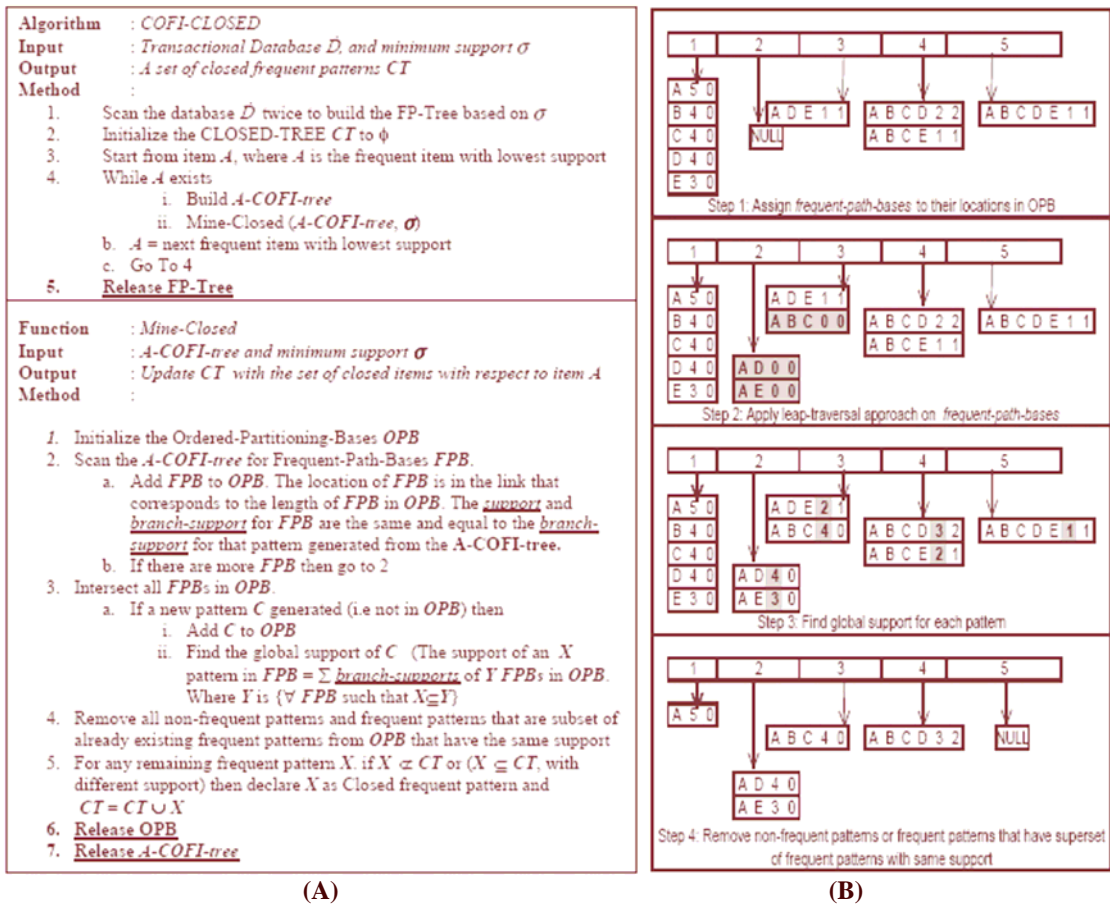 Algorithm : COFI-CLOSED
Input : Transactional Database Ď, and minimum support σ
Output : A set of closed frequent patterns CT
Method :
1. Scan the database Ď twice to build the FP-Tree based on σ
2. Initialize the CLOSED-TREE CT to ϕ
3. Start from item A, where A is the frequent item with lowest support
4. While A exists
i. Build A-COFI-tree
ii. Mine-Closed (A-COFI-tree, σ)
b. A = next frequent item with lowest support
c. Go To 4
5. Release FP-Tree
Function : Mine-Closed
Input : A-COFI-tree and minimum support σ
Output : Update CT with the set of closed items with respect to item A
Method :
1. Initialize the Ordered-Partitioning-Bases OPB
2. Scan the A-COFI-tree for Frequent-Path-Bases FPB.
a. Add FPB to OPB. The location of FPB is in the link that
corresponds to the length of FPB in OPB. The support and
branch-support for FPB are the same and equal to the branch-
support for that pattern generated from the A-COFI-tree.
b. If there are more FPB then go to 2
3. Intersect all FPBs in OPB.
a. If a new pattern C generated (i.e not in OPB) then
i. Add C to OPB
ii. Find the global support of C (The support of an X
pattern in FPB = Σ branch-supports of Y FPBs in OPB.
Where Y is {∀ FPB such that X⊆Y}
4. Remove all non-frequent patterns and frequent patterns that are subset of
already existing frequent patterns from OPB that have the same support
5. For any remaining frequent pattern X. if X ⊄ CT or (X ⊆ CT, with
different support) then declare X as Closed frequent pattern and
CT = CT ∪ X
6. Release OPB
7. Release A-COFI-tree
(A)
1 2 3 4 5
A 5 0
B 4 0
C 4 0
D 4 0
E 3 0
NULL
A D E 1 1
A B C D 2 2
A B C E 1 1
A B C D E 1 1
Step 1: Assign frequent-path-bases to their locations in OPB
1 2 3 4 5
A 5 0
B 4 0
C 4 0
D 4 0
E 3 0
A D 0 0
A E 0 0
A D E 1 1
A B C 0 0
A B C D 2 2
A B C E 1 1
A B C D E 1 1
Step 2: Apply leap-traversal approach on frequent-path-bases
1 2 3 4 5
A 5 0
B 4 0
C 4 0
D 4 0
E 3 0
A D 4 0
A E 3 0
A D E 2 1
A B C 4 0
A B C D 3 2
A B C E 2 1
A B C D E 1 1
Step 3: Find global support for each pattern
1 2 3 4 5
A 5 0
A D 4 0
A E 3 0
A B C 4 0
A B C D 3 2
NULL
Step 4: Remove non-frequent patterns or frequent patterns that have superset
of frequent patterns with same support
(B)